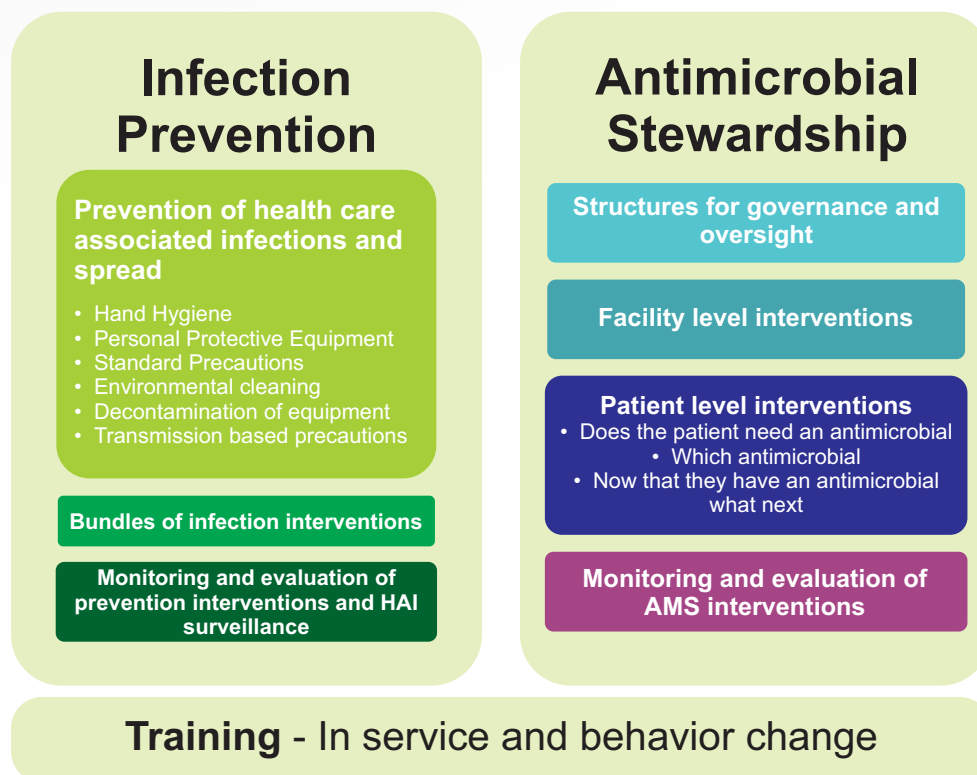 Infection
Prevention
Prevention of health care
associated infections and
spread
• Hand Hygiene
• Personal Protective Equipment
• Standard Precautions
• Environmental cleaning
• Decontamination of equipment
• Transmission based precautions
Bundles of infection interventions
Monitoring and evaluation of
prevention interventions and HAI
surveillance
Antimicrobial
Stewardship
Structures for governance and
oversight
Facility level interventions
Patient level interventions
• Does the patient need an antimicrobial
• Which antimicrobial
• Now that they have an antimicrobial
what next
Monitoring and evaluation of
AMS interventions
Training - In service and behavior change